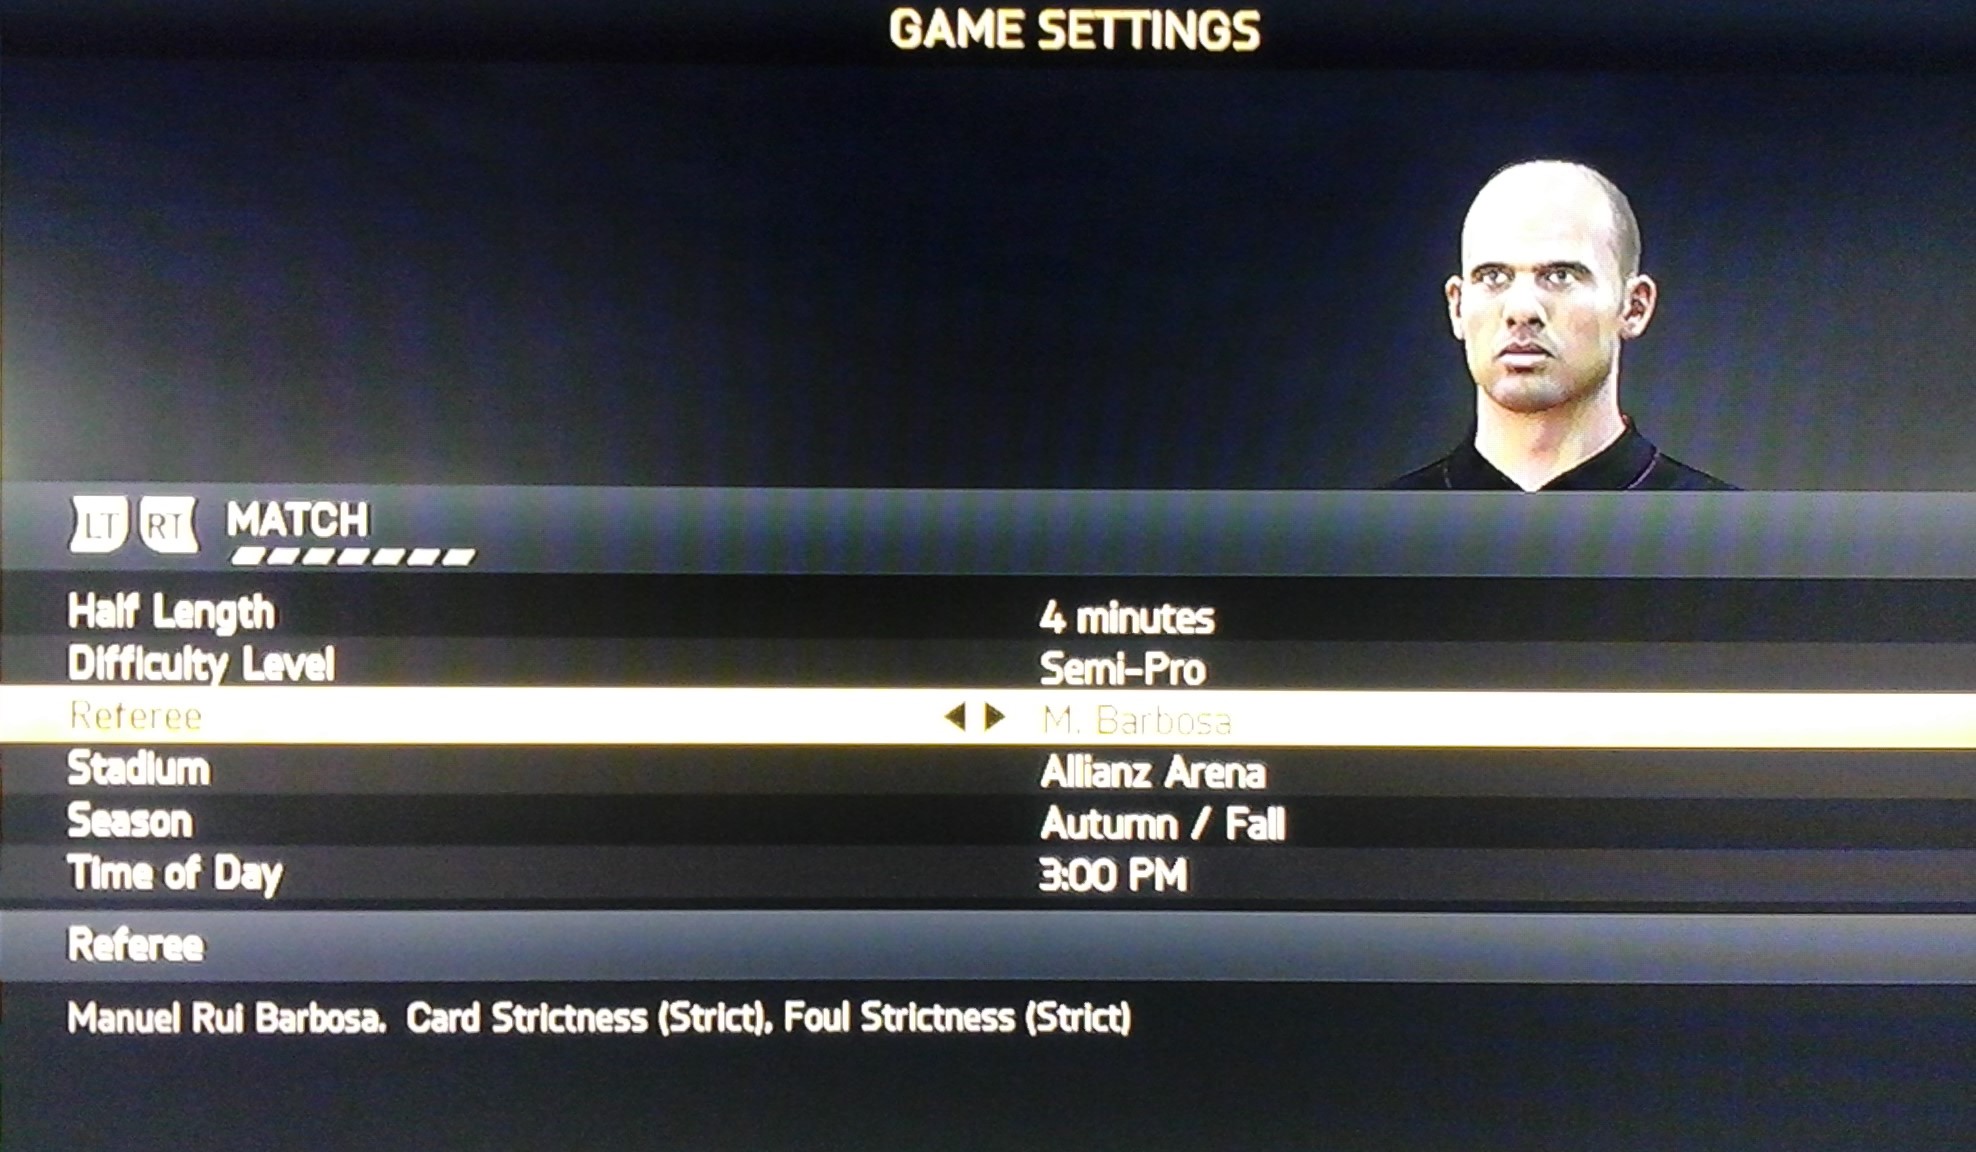 GAME SETTINGS
LT RT MATCH
Half Length 4 minutes
Difficulty Level Semi-Pro
Referee M. Barbosa
Stadium Allianz Arena
Season Autumn / Fall
Time of Day 3:00 PM
Referee
Manuel Rui Barbosa. Card Strictness (Strict), Foul Strictness (Strict)